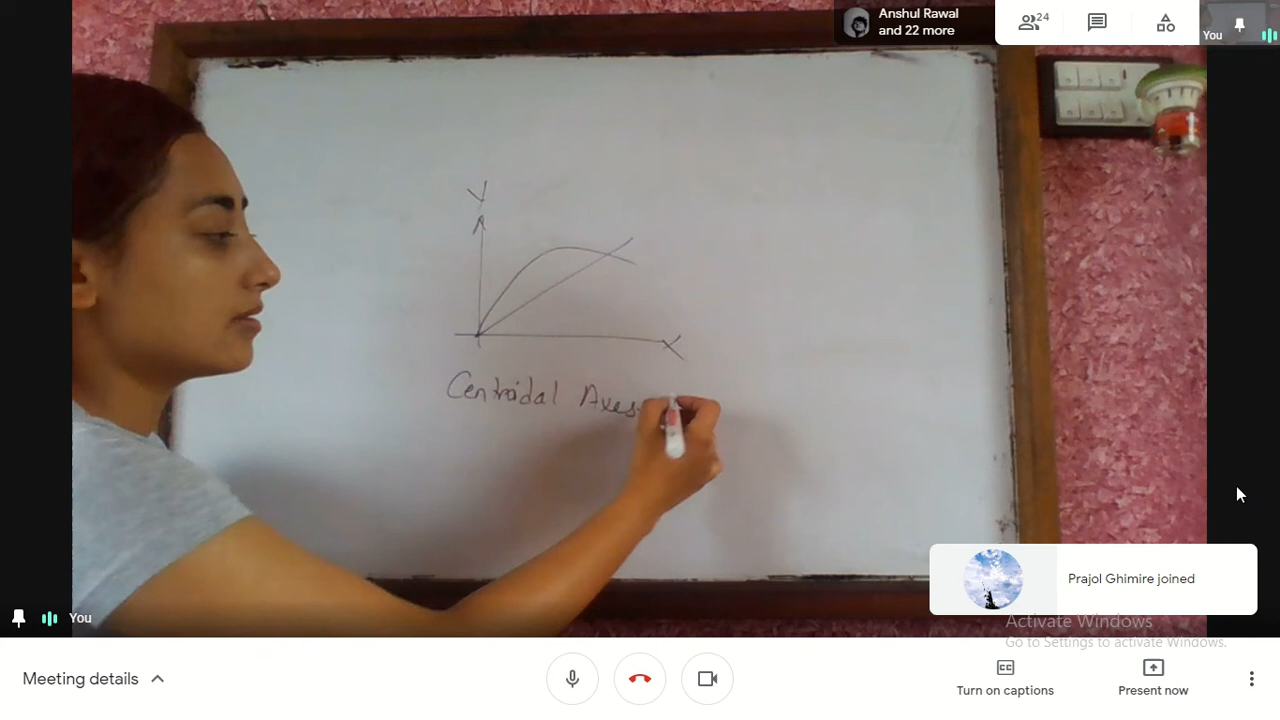 Anshul Rawal
and 22 more
24
You
Y
X
Centroidal Axes
Prajol Ghimire joined
You
Activate Windows
Go to Settings to activate Windows.
Meeting details
CC
Turn on captions
Present now